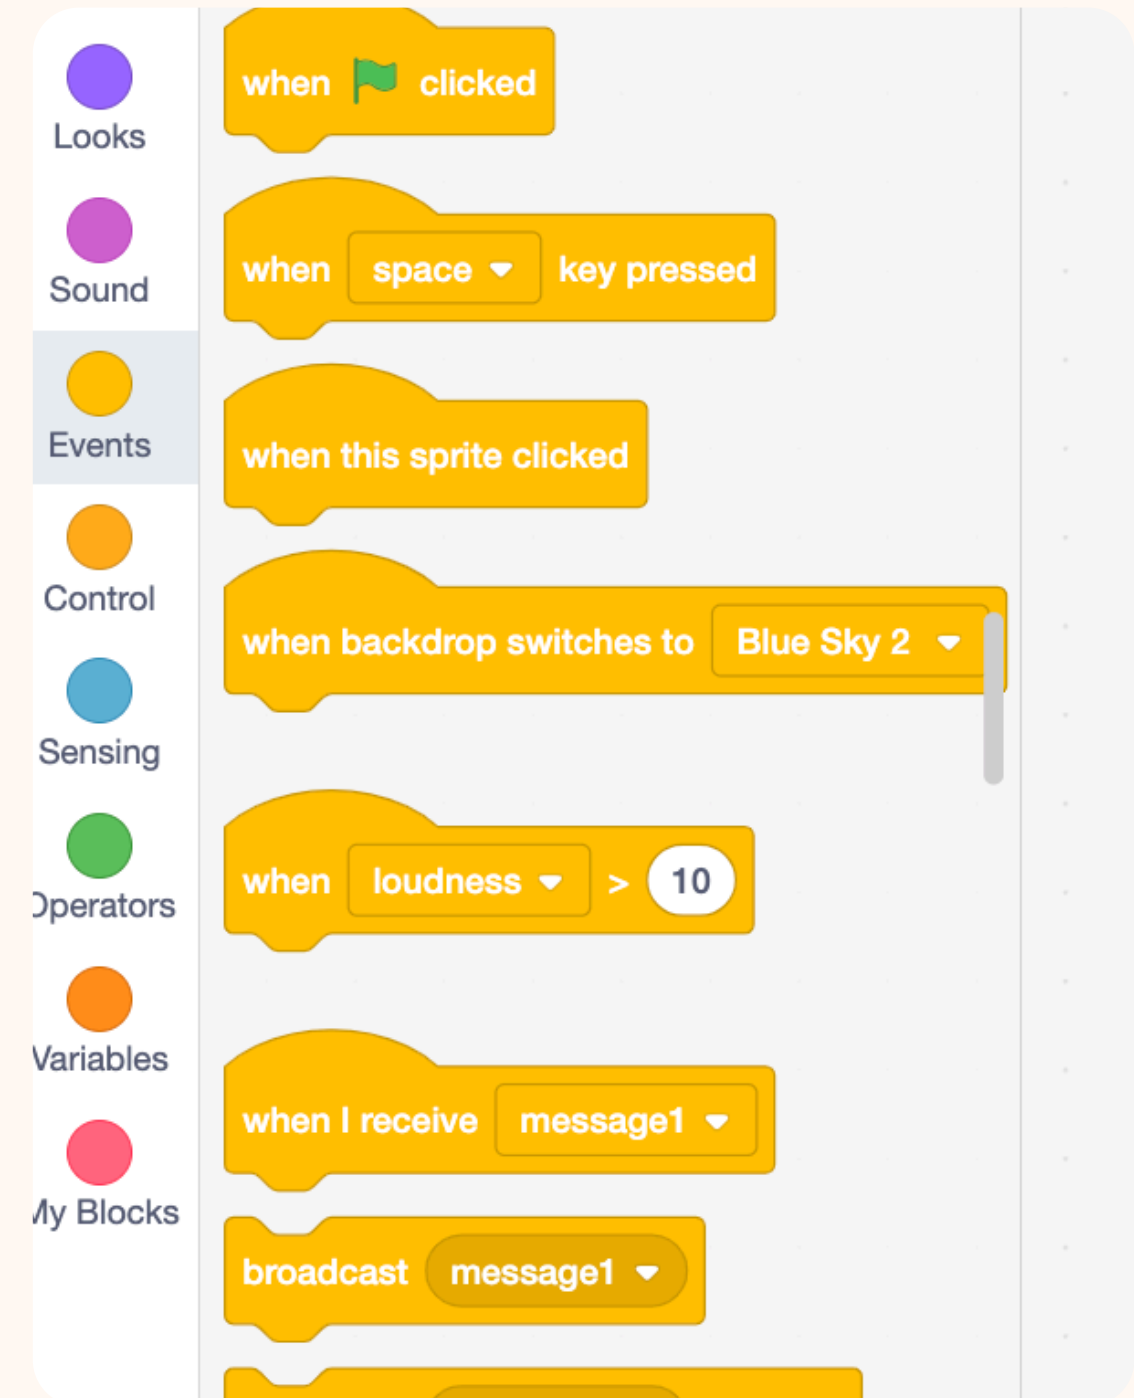 Looks
Sound
Events
Control
Sensing
Operators
Variables
My Blocks
when clicked
when space key pressed
when this sprite clicked
when backdrop switches to Blue Sky 2
when loudness > 10
when I receive message1
broadcast message1